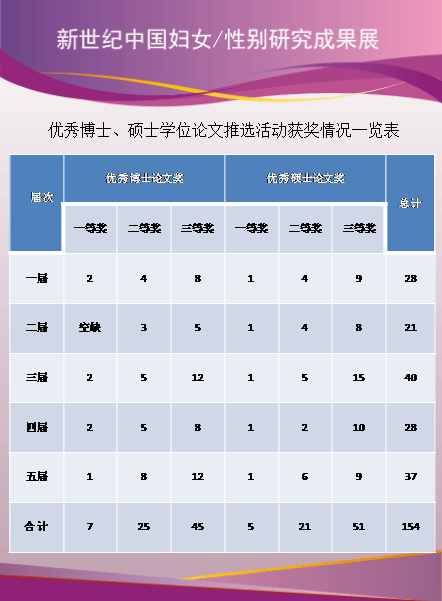 新世纪中国妇女/性别研究成果展
优秀博士、硕士学位论文推选活动获奖情况一览表
届次 优秀博士论文奖 优秀硕士论文奖 总计
一等奖 二等奖 三等奖 一等奖 二等奖 三等奖
一届 2 4 8 1 4 9 28
二届 空缺 3 5 1 4 8 21
三届 2 5 12 1 5 15 40
四届 2 5 8 1 2 10 28
五届 1 8 12 1 6 9 37
合计 7 25 45 5 21 51 154